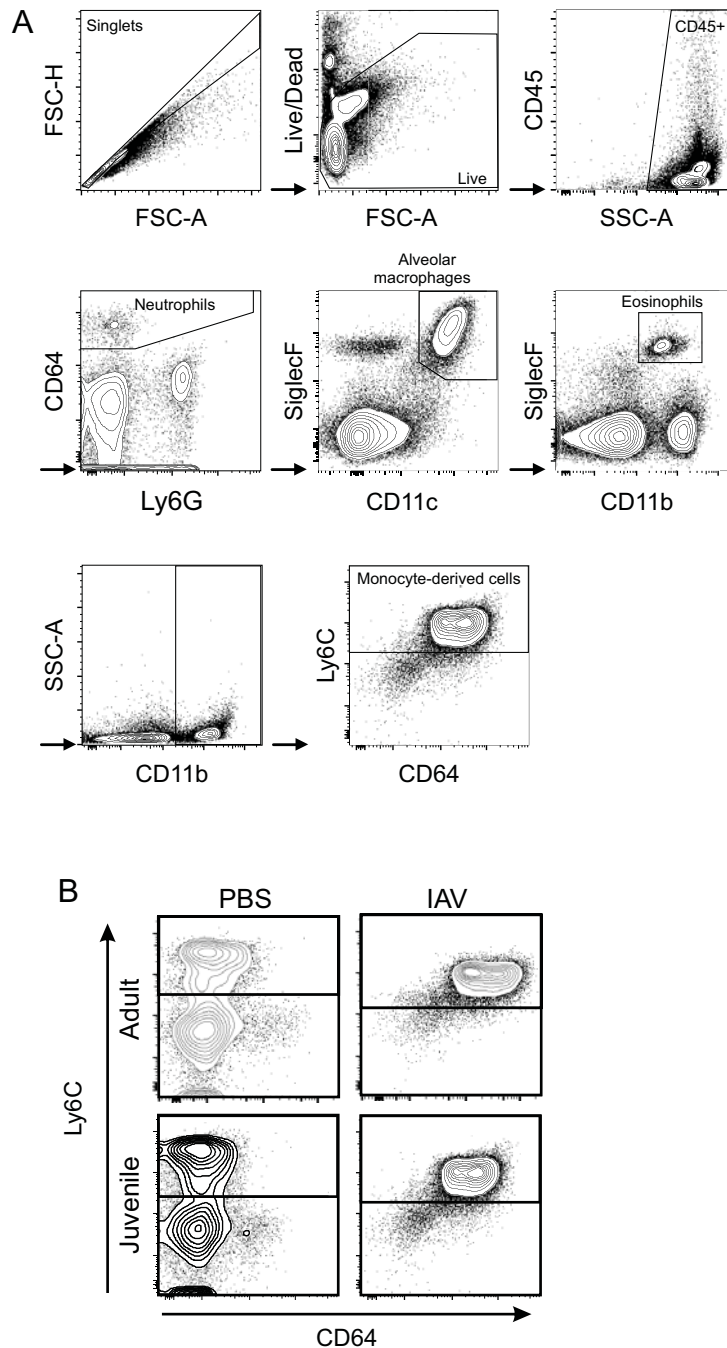 A
Singlets
FSC-H
FSC-A
Live/Dead
Live
FSC-A
CD45+
CD45
SSC-A
Neutrophils
CD64
Ly6G
Alveolar
macrophages
SiglecF
CD11c
Eosinophils
SiglecF
CD11b
SSC-A
CD11b
Monocyte-derived cells
Ly6C
CD64
B
PBS
IAV
Adult
Juvenile
Ly6C
CD64